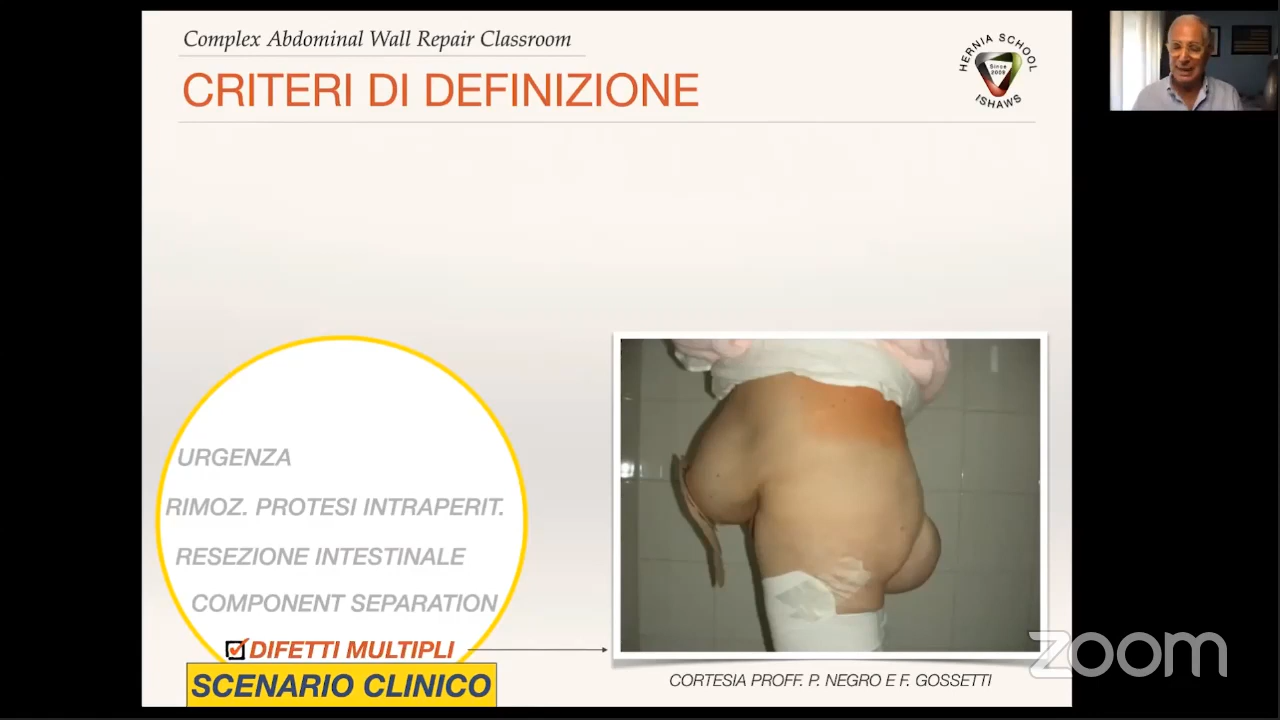 Complex Abdominal Wall Repair Classroom
CRITERI DI DEFINIZIONE
HERNIA SCHOOL
Since
2008
ISHAWS
URGENZA
RIMOZ. PROTESI INTRAPERIT.
RESEZIONE INTESTINALE
COMPONENT SEPARATION
DIFETTI MULTIPLI
SCENARIO CLINICO
CORTESIA PROFF. P. NEGRO E F. GOSSETTI
zoom